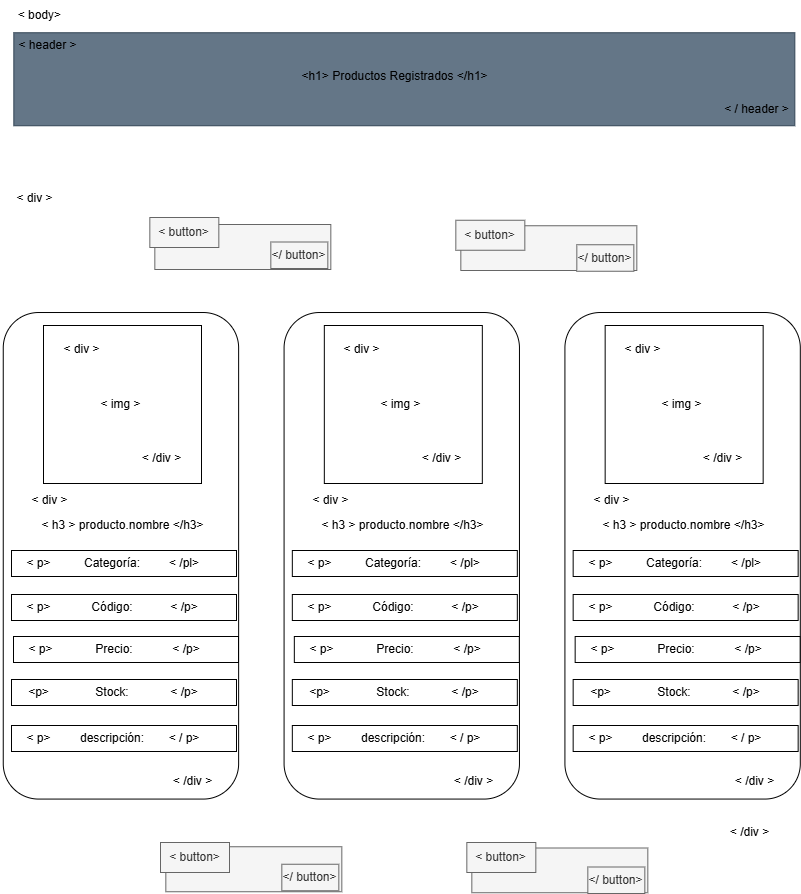 < body>
< header >
<h1> Productos Registrados </h1>
< / header >
< div >
< button>
</ button>
< button>
</ button>
< div >
< img >
< /div >
< div >
< h3 > producto.nombre </h3>
< p> Categoría: < /pl>
< p> Código: < /p>
< p> Precio: < /p>
<p> Stock: < /p>
< p> descripción: < / p>
< /div >
< div >
< img >
< /div >
< div >
< h3 > producto.nombre </h3>
< p> Categoría: < /pl>
< p> Código: < /p>
< p> Precio: < /p>
<p> Stock: < /p>
< p> descripción: < / p>
< /div >
< div >
< img >
< /div >
< div >
< h3 > producto.nombre </h3>
< p> Categoría: < /pl>
< p> Código: < /p>
< p> Precio: < /p>
<p> Stock: < /p>
< p> descripción: < / p>
< /div >
< /div >
< button>
</ button>
< button>
</ button>